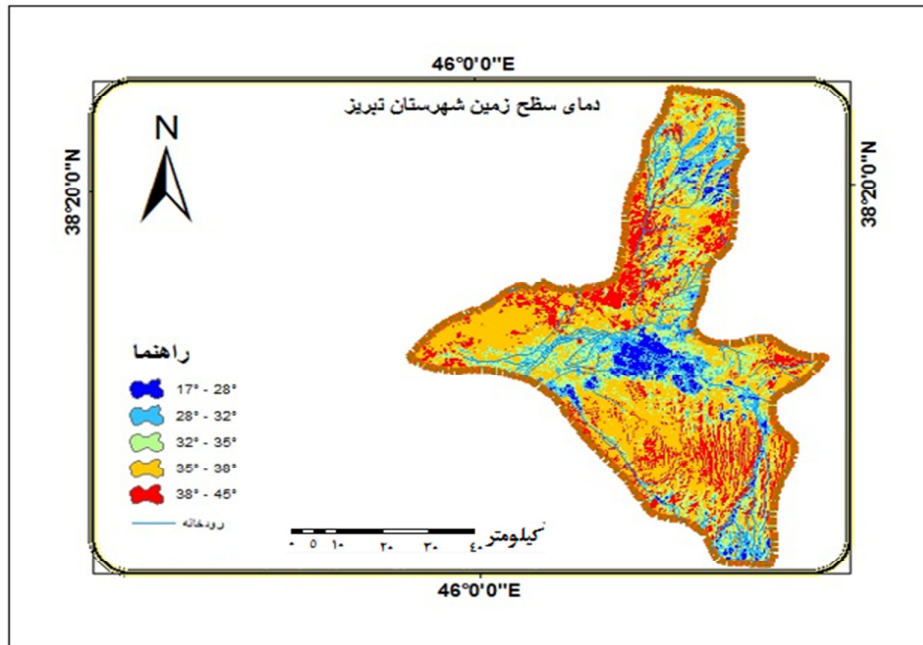 46°0'0"E
دمای سظح زمین شهرستان تبریز
N
38°20'0"N
38°20'0"N
راهنما
17° - 28°
28° - 32°
32° - 35°
35° - 38°
38° - 45°
رودخانه
کیلومتر
۰ ۵ ۱۰ ۲۰ ۳۰ ۴۰
46°0'0"E